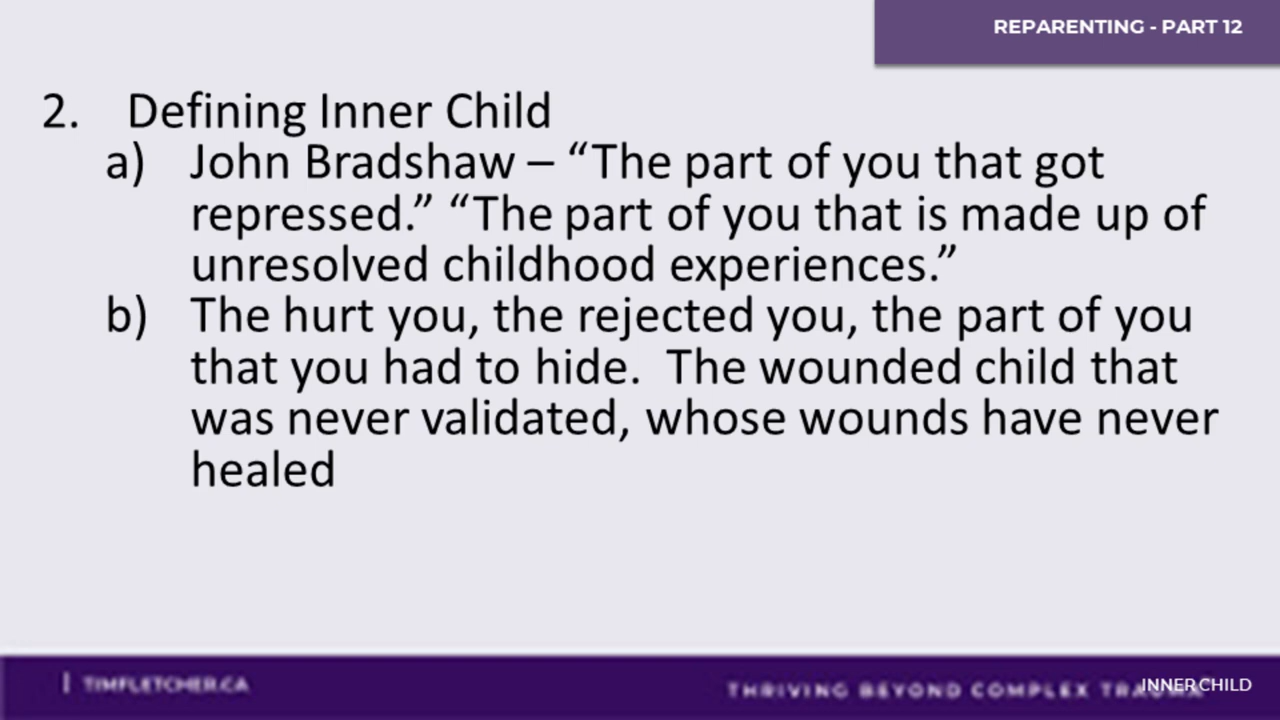 REPARENTING - PART 12
2. Defining Inner Child
a) John Bradshaw – “The part of you that got
repressed.” “The part of you that is made up of
unresolved childhood experiences.”
b) The hurt you, the rejected you, the part of you
that you had to hide. The wounded child that
was never validated, whose wounds have never
healed
| TIMFLETCHER.CA
THRIVING BEYOND COMPLEX
INNER CHILD